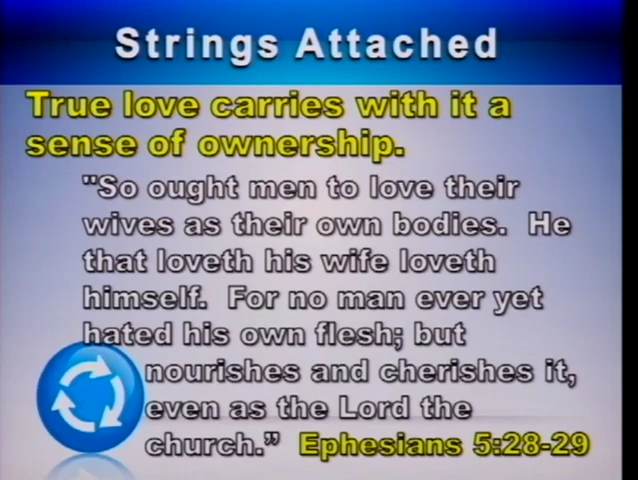 Strings Attached
True love carries with it a
sense of ownership.
"So ought men to love their
wives as their own bodies. He
that loveth his wife loveth
himself. For no man ever yet
hated his own flesh; but
nourishes and cherishes it,
even as the Lord the
church.” Ephesians 5:28-29